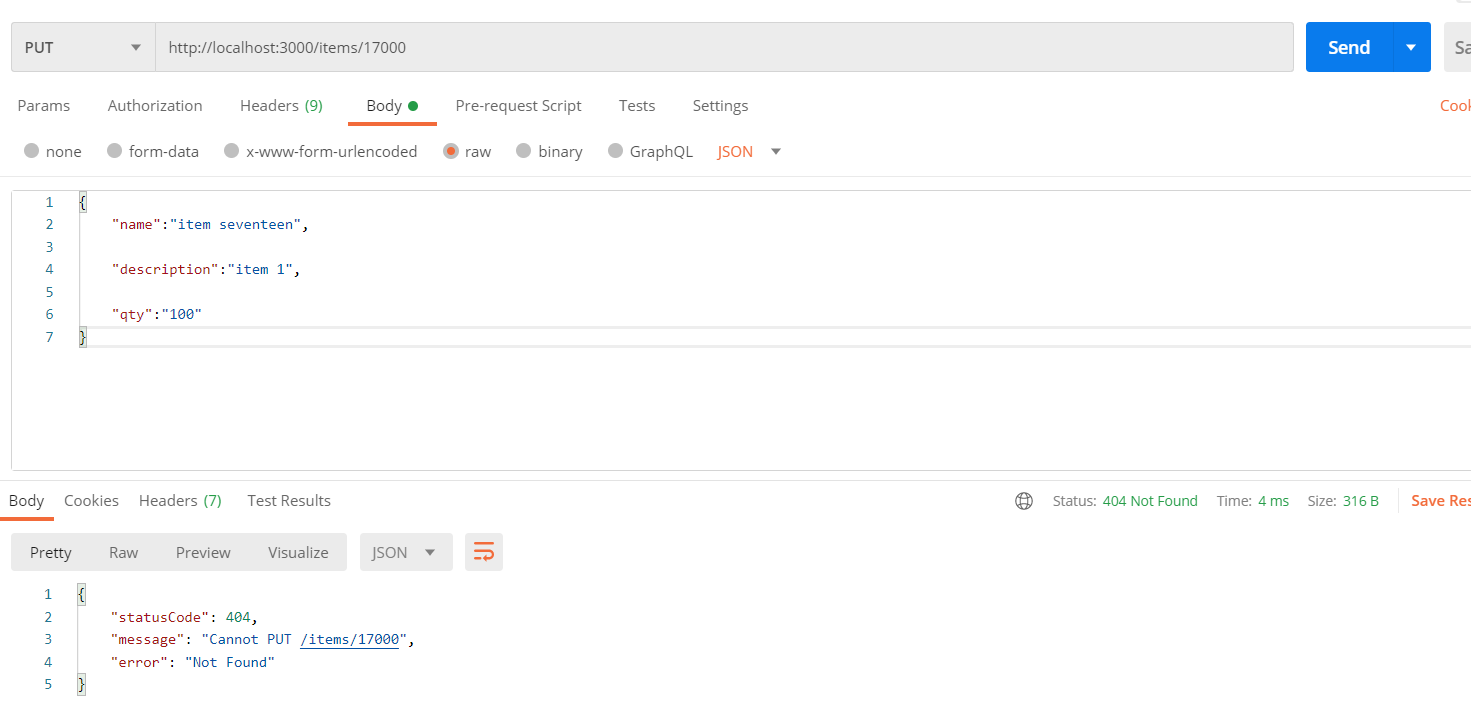 PUT http://localhost:3000/items/17000 Send Sa
Params Authorization Headers (9) Body Pre-request Script Tests Settings Cook
none form-data x-www-form-urlencoded raw binary GraphQL JSON
1 {
2 "name":"item seventeen",
3
4 "description":"item 1",
5
6 "qty":"100"
7 }
Body Cookies Headers (7) Test Results Status: 404 Not Found Time: 4 ms Size: 316 B Save Res
Pretty Raw Preview Visualize JSON
1 {
2 "statusCode": 404,
3 "message": "Cannot PUT /items/17000",
4 "error": "Not Found"
5 }